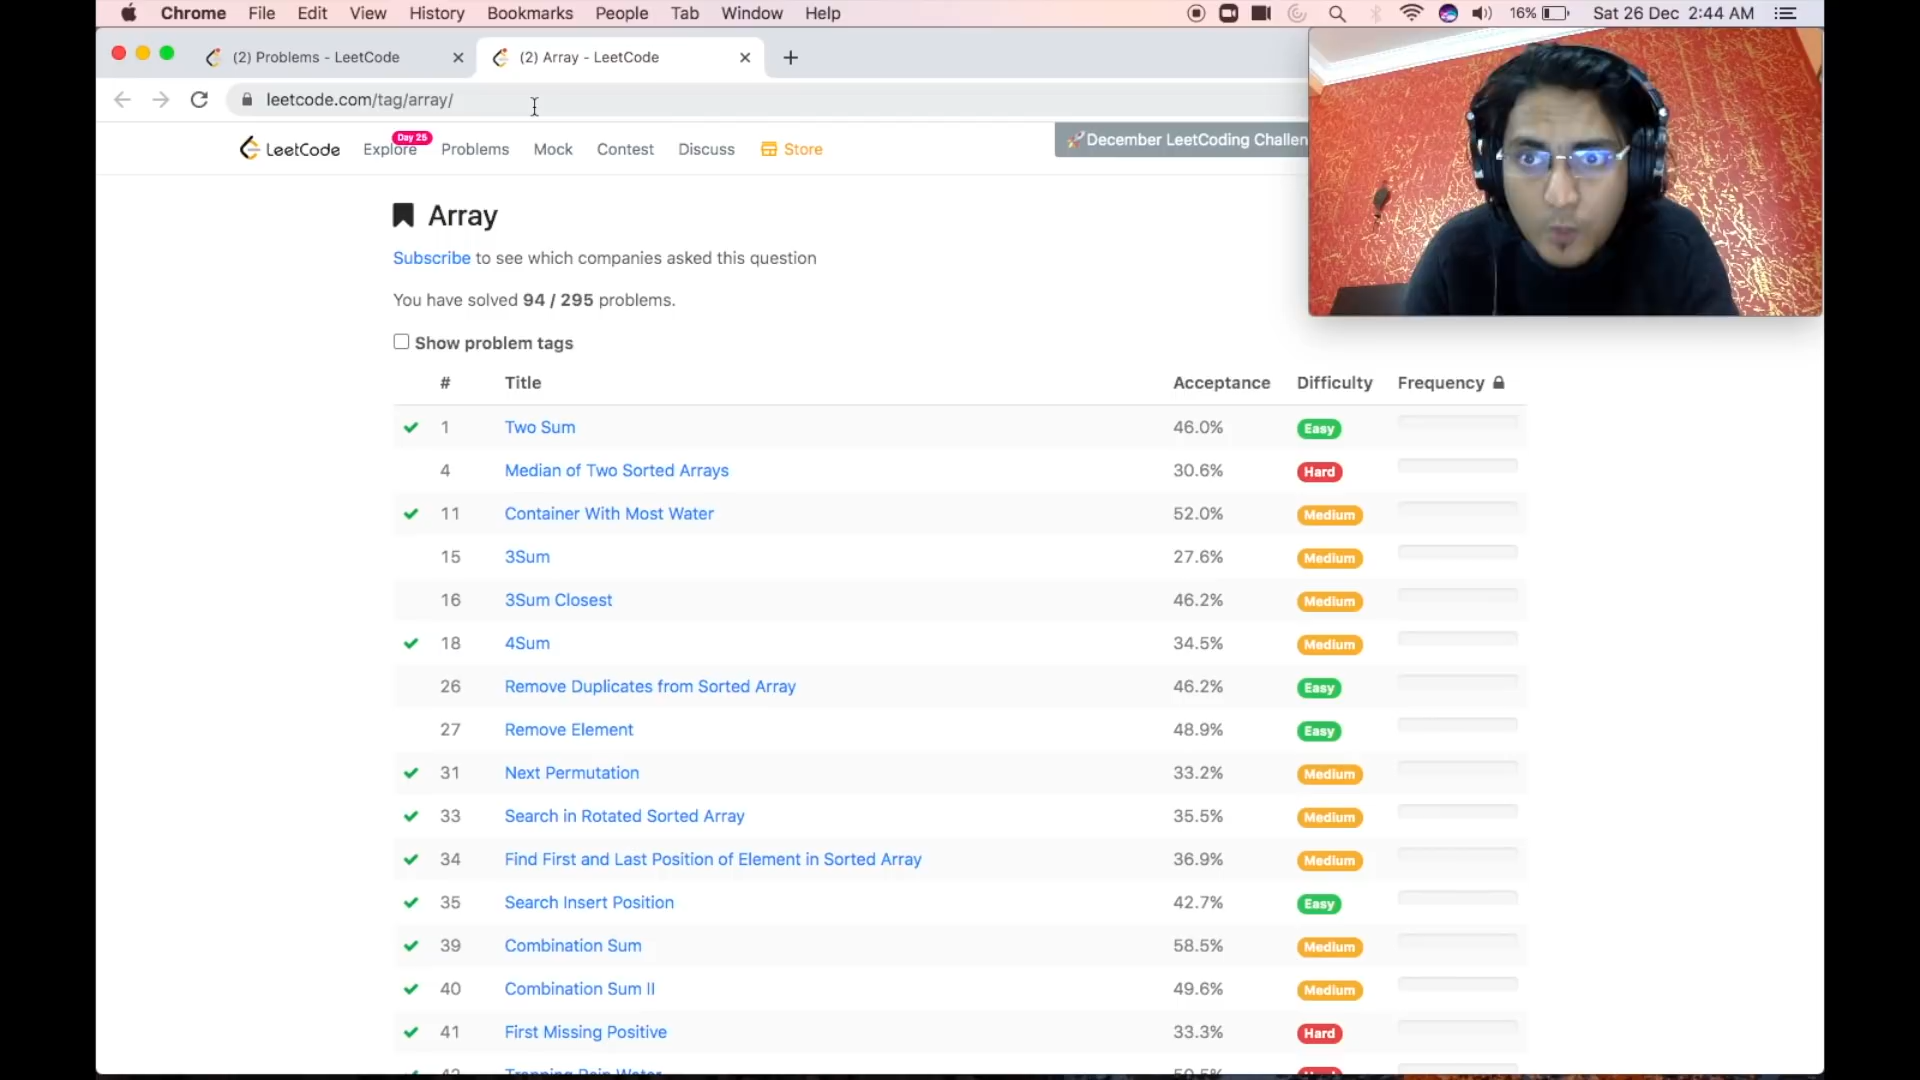 Chrome File Edit View History Bookmarks People Tab Window Help 16% Sat 26 Dec 2:44 AM
(2) Problems - LeetCode (2) Array - LeetCode
leetcode.com/tag/array/
LeetCode Explore Day 25 Problems Mock Contest Discuss Store December LeetCoding Challen
Array
Subscribe to see which companies asked this question
You have solved 94 / 295 problems.
Show problem tags
# Title Acceptance Difficulty Frequency
1 Two Sum 46.0% Easy
4 Median of Two Sorted Arrays 30.6% Hard
11 Container With Most Water 52.0% Medium
15 3Sum 27.6% Medium
16 3Sum Closest 46.2% Medium
18 4Sum 34.5% Medium
26 Remove Duplicates from Sorted Array 46.2% Easy
27 Remove Element 48.9% Easy
31 Next Permutation 33.2% Medium
33 Search in Rotated Sorted Array 35.5% Medium
34 Find First and Last Position of Element in Sorted Array 36.9% Medium
35 Search Insert Position 42.7% Easy
39 Combination Sum 58.5% Medium
40 Combination Sum II 49.6% Medium
41 First Missing Positive 33.3% Hard
42 Trapping Rain Water 50.5% Hard